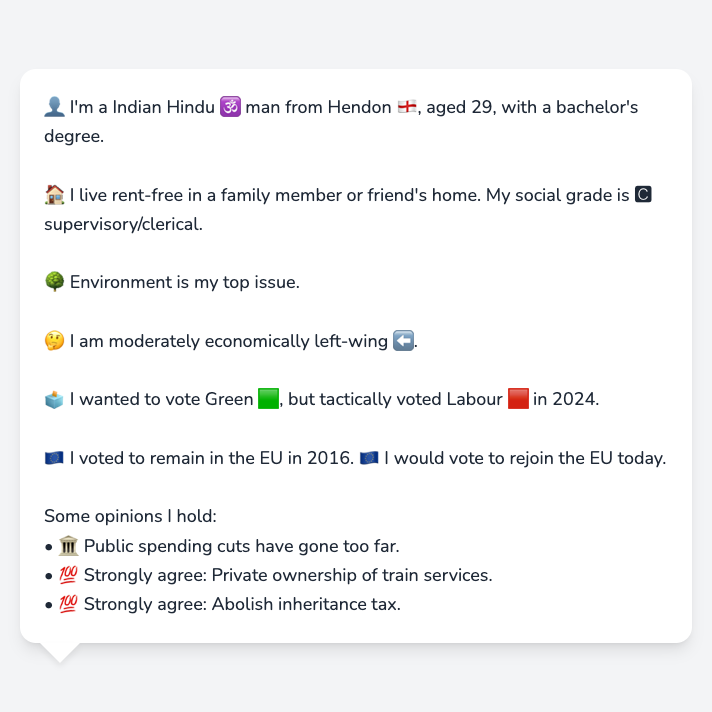 👤 I'm a Indian Hindu 🕉️ man from Hendon 🏴󠁧󠁢󠁥󠁮󠁧󠁿, aged 29, with a bachelor's
degree.
🏠 I live rent-free in a family member or friend's home. My social grade is 🅲
supervisory/clerical.
🌳 Environment is my top issue.
🤔 I am moderately economically left-wing ⬅️.
🗳️ I wanted to vote Green 🟩, but tactically voted Labour 🟥 in 2024.
🇪🇺 I voted to remain in the EU in 2016. 🇪🇺 I would vote to rejoin the EU today.
Some opinions I hold:
• 🏛️ Public spending cuts have gone too far.
• 💯 Strongly agree: Private ownership of train services.
• 💯 Strongly agree: Abolish inheritance tax.